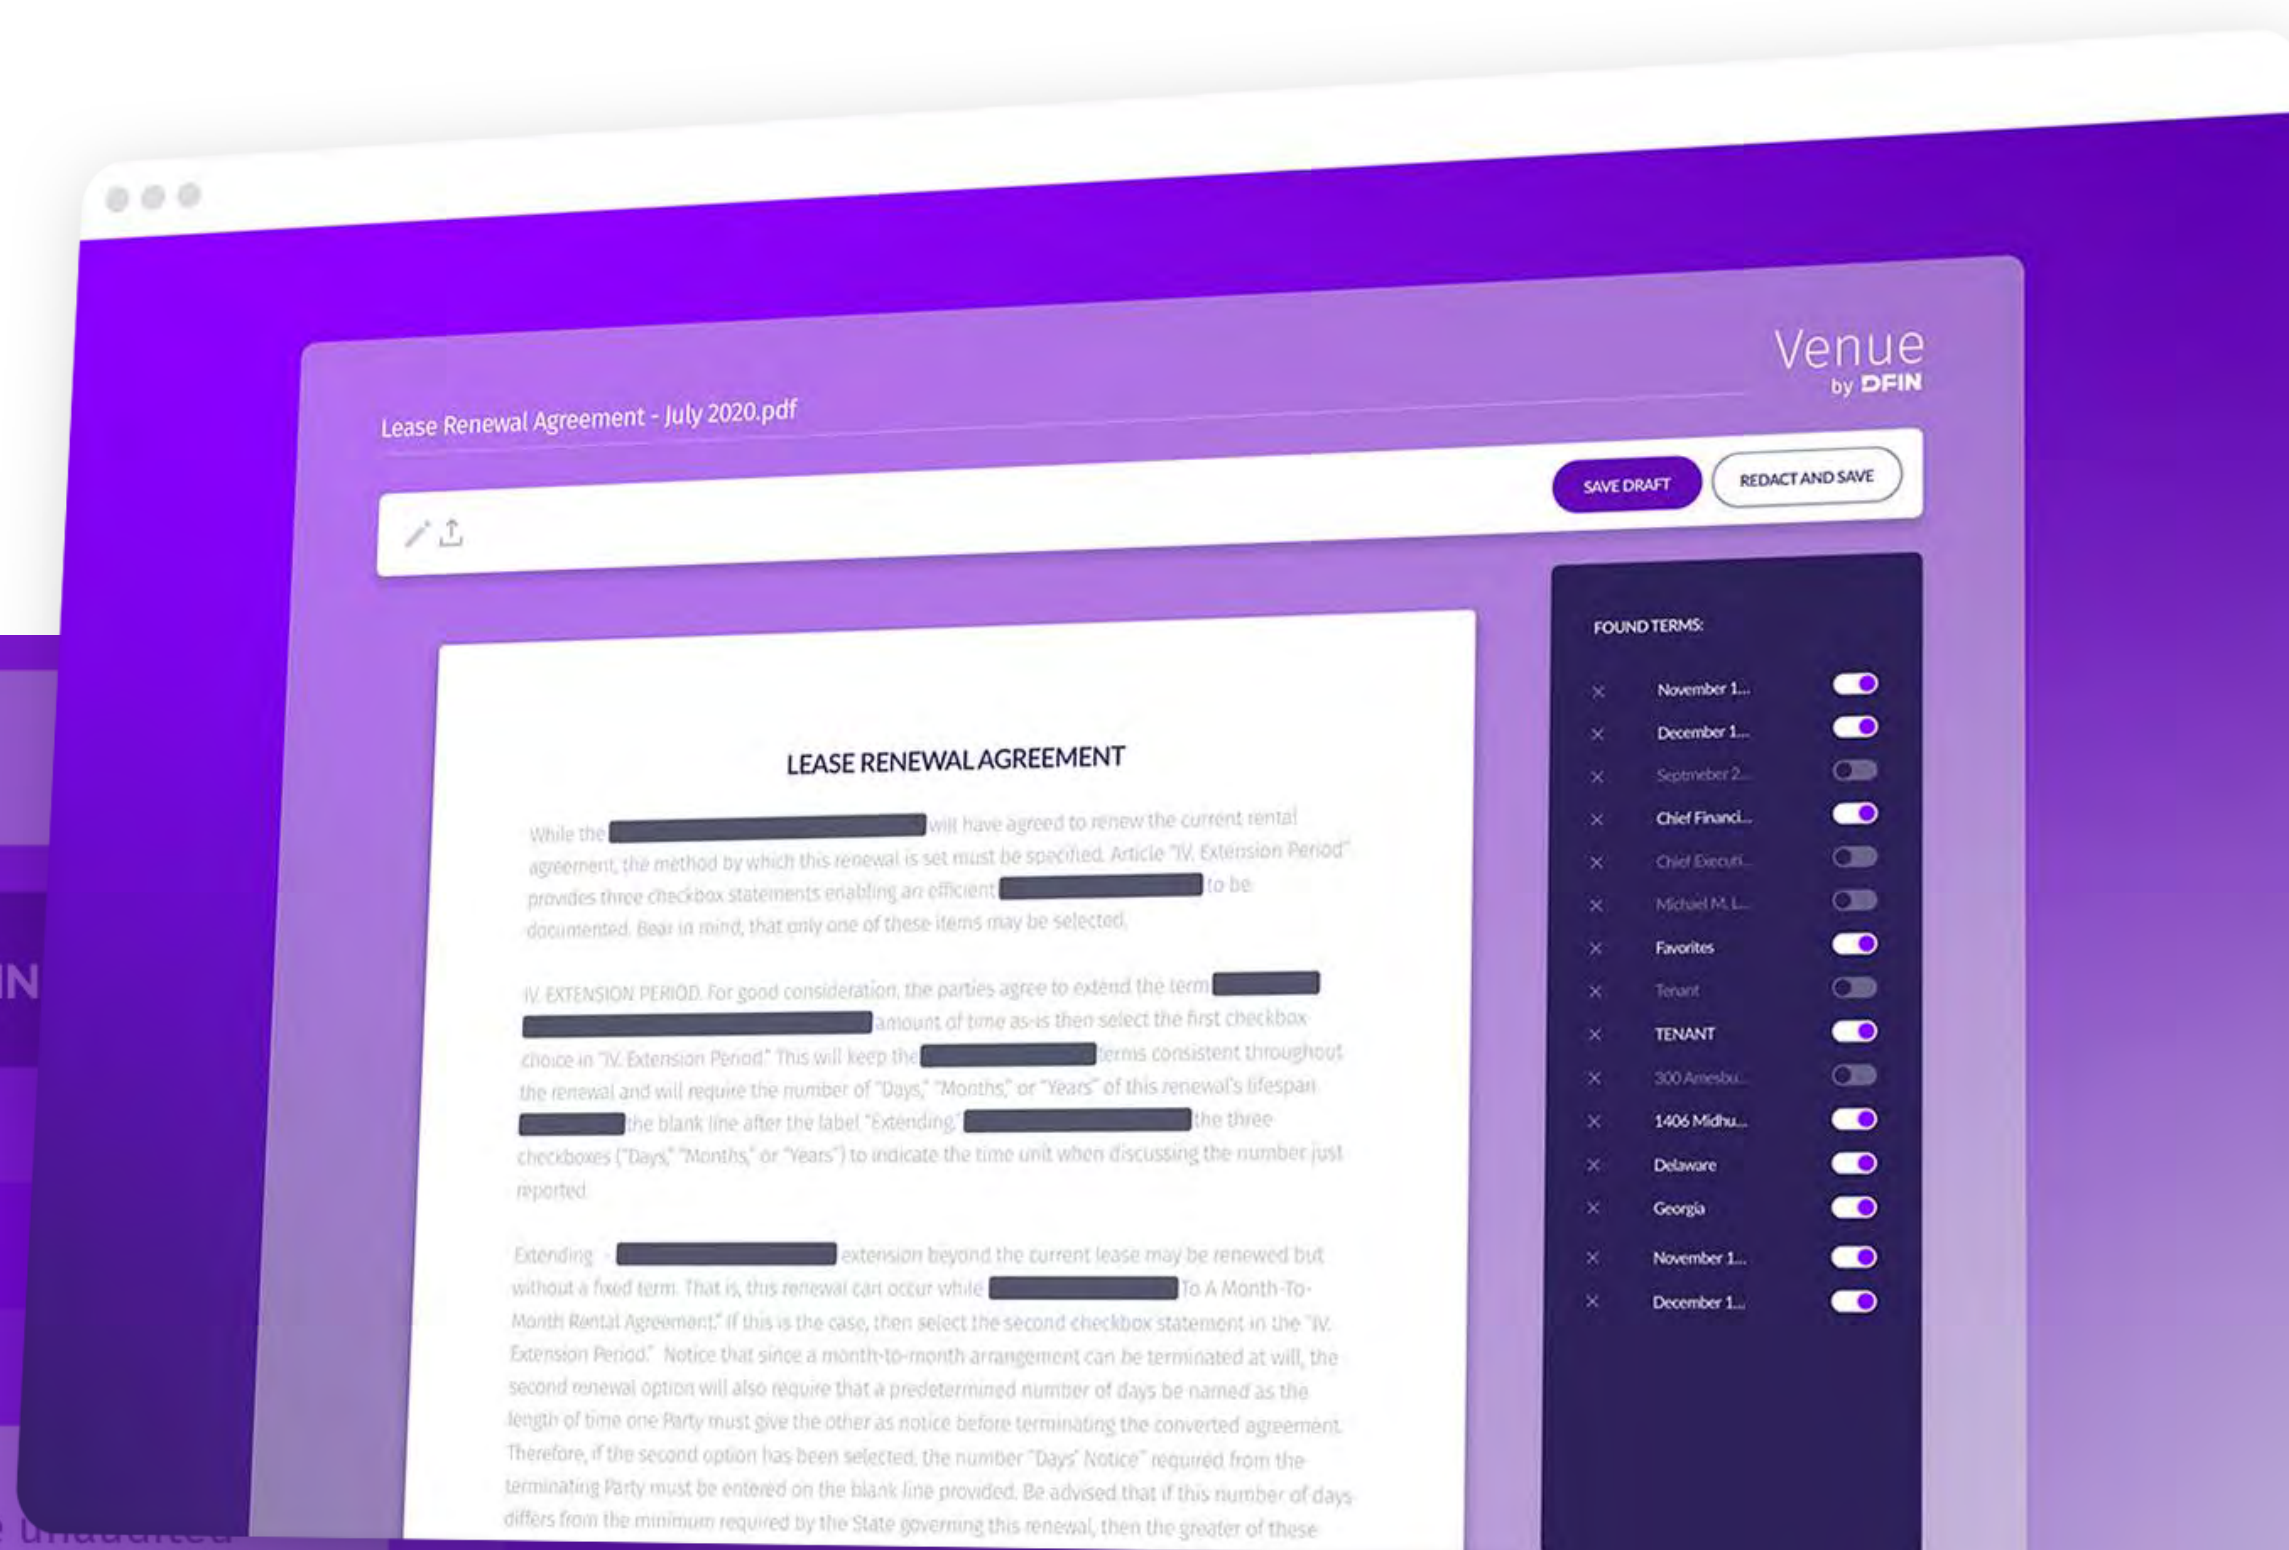 Venue
by DFIN
Lease Renewal Agreement - July 2020.pdf
SAVE DRAFT
REDACT AND SAVE
LEASE RENEWAL AGREEMENT
While the will have agreed to renew the current rental
agreement, the method by which this renewal is set must be specified. Article "IV. Extension Period"
provides three checkbox statements enabling an efficient to be
documented. Bear in mind, that only one of these items may be selected.
IV. EXTENSION PERIOD. For good consideration, the parties agree to extend the term
amount of time as-is then select the first checkbox
choice in "IV. Extension Period." This will keep the terms consistent throughout
the renewal and will require the number of "Days," "Months," or "Years" of this renewal's lifespan
the blank line after the label "Extending." the three
checkboxes ("Days," "Months," or "Years") to indicate the time unit when discussing the number just
reported.
Extending - extension beyond the current lease may be renewed but
without a fixed term. That is, this renewal can occur while To A Month-To-
Month Rental Agreement." If this is the case, then select the second checkbox statement in the "IV.
Extension Period." Notice that since a month-to-month arrangement can be terminated at will, the
second renewal option will also require that a predetermined number of days be named as the
length of time one Party must give the other as notice before terminating the converted agreement.
Therefore, if the second option has been selected, the number "Days' Notice" required from the
terminating Party must be entered on the blank line provided. Be advised that if this number of days
differs from the minimum required by the State governing this renewal, then the greater of these
FOUND TERMS:
November 1...
December 1...
Septmeber 2...
Chief Financi...
Chief Executi...
Michael M. L...
Favorites
Tenant
TENANT
300 Amesbu...
1406 Midhu...
Delaware
Georgia
November 1...
December 1...
IN
unaudited